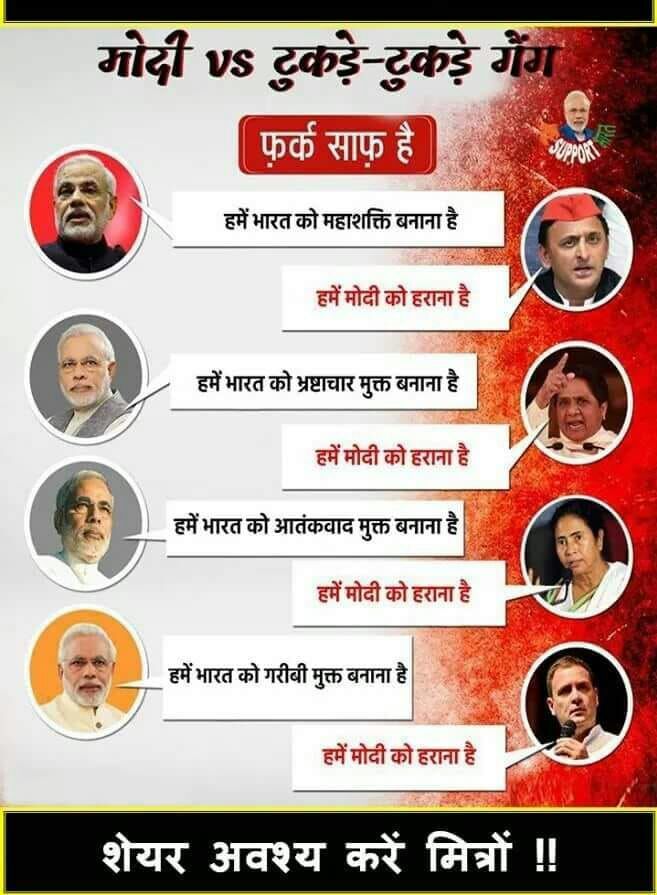 मोदी vs टुकड़े-टुकड़े गैंग
फ़र्क साफ़ है
SUPPORT
हमें भारत को महाशक्ति बनाना है
हमें मोदी को हराना है
हमें भारत को भ्रष्टाचार मुक्त बनाना है
हमें मोदी को हराना है
हमें भारत को आतंकवाद मुक्त बनाना है
हमें मोदी को हराना है
हमें भारत को गरीबी मुक्त बनाना है
हमें मोदी को हराना है
शेयर अवश्य करें मित्रों !!